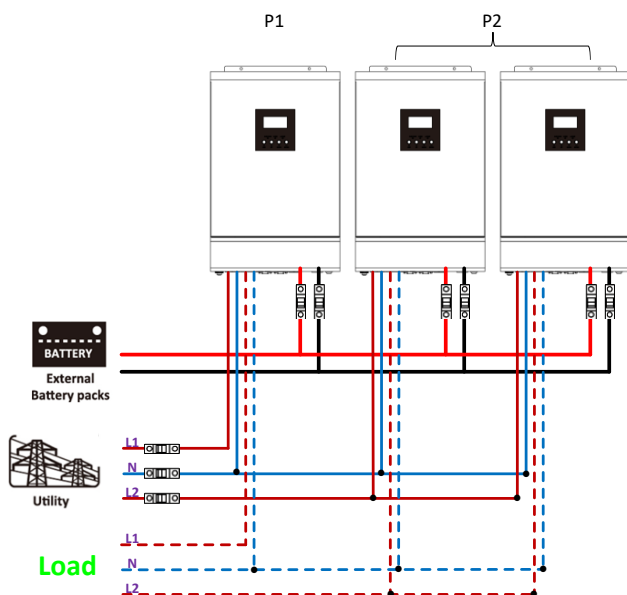 P1
P2
BATTERY
External
Battery packs
L1
N
L2
Utility
L1
N
L2
Load